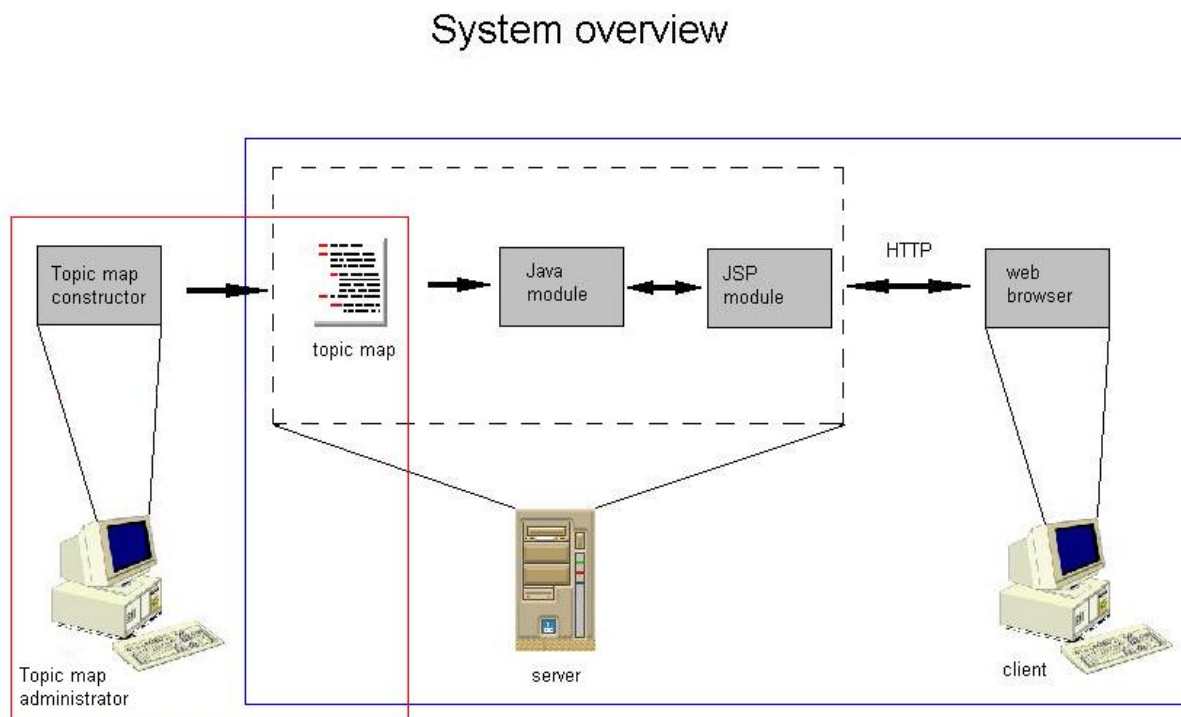 System overview
Topic map
constructor
topic map
Java
module
JSP
module
HTTP
web
browser
Topic map
administrator
server
client